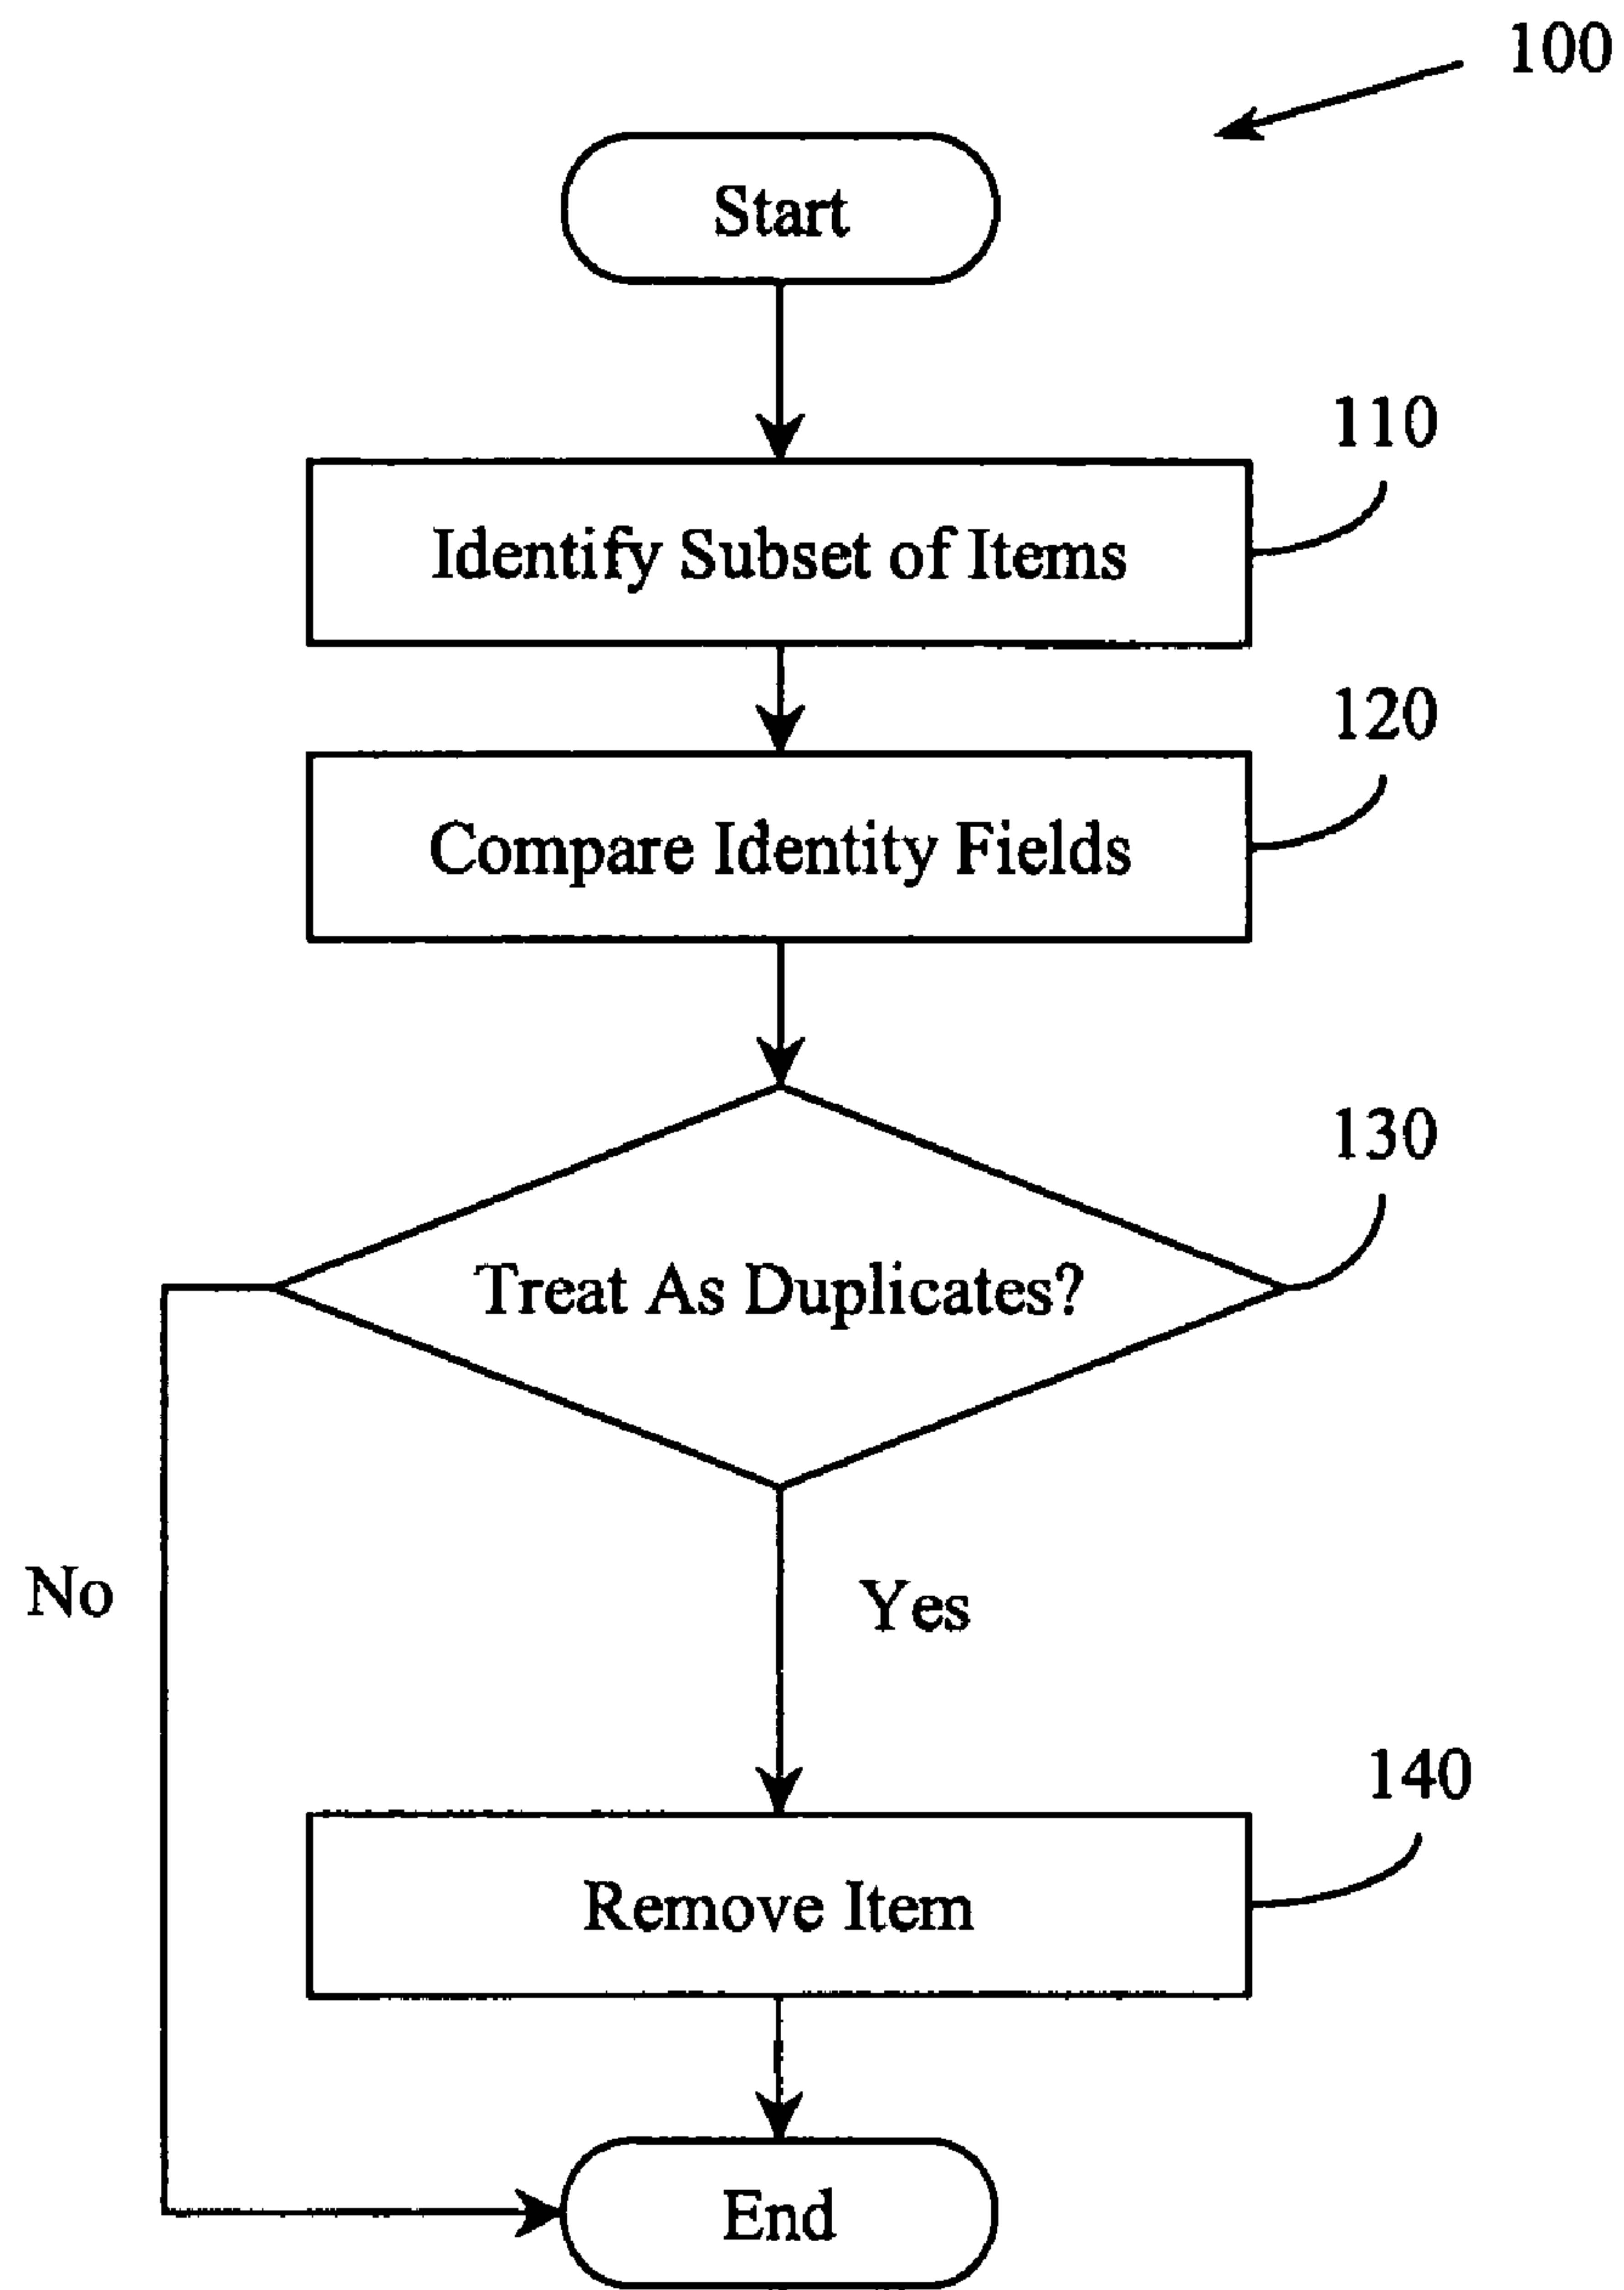 100
Start
110
Identify Subset of Items
120
Compare Identity Fields
130
Treat As Duplicates?
No
Yes
140
Remove Item
End